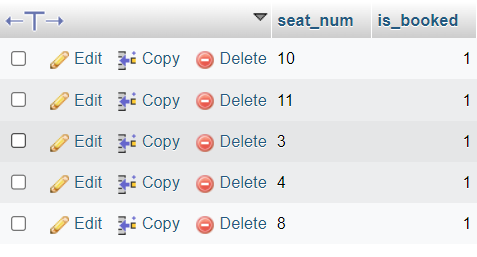 seat_num is_booked
Edit Copy Delete 10 1
Edit Copy Delete 11 1
Edit Copy Delete 3 1
Edit Copy Delete 4 1
Edit Copy Delete 8 1